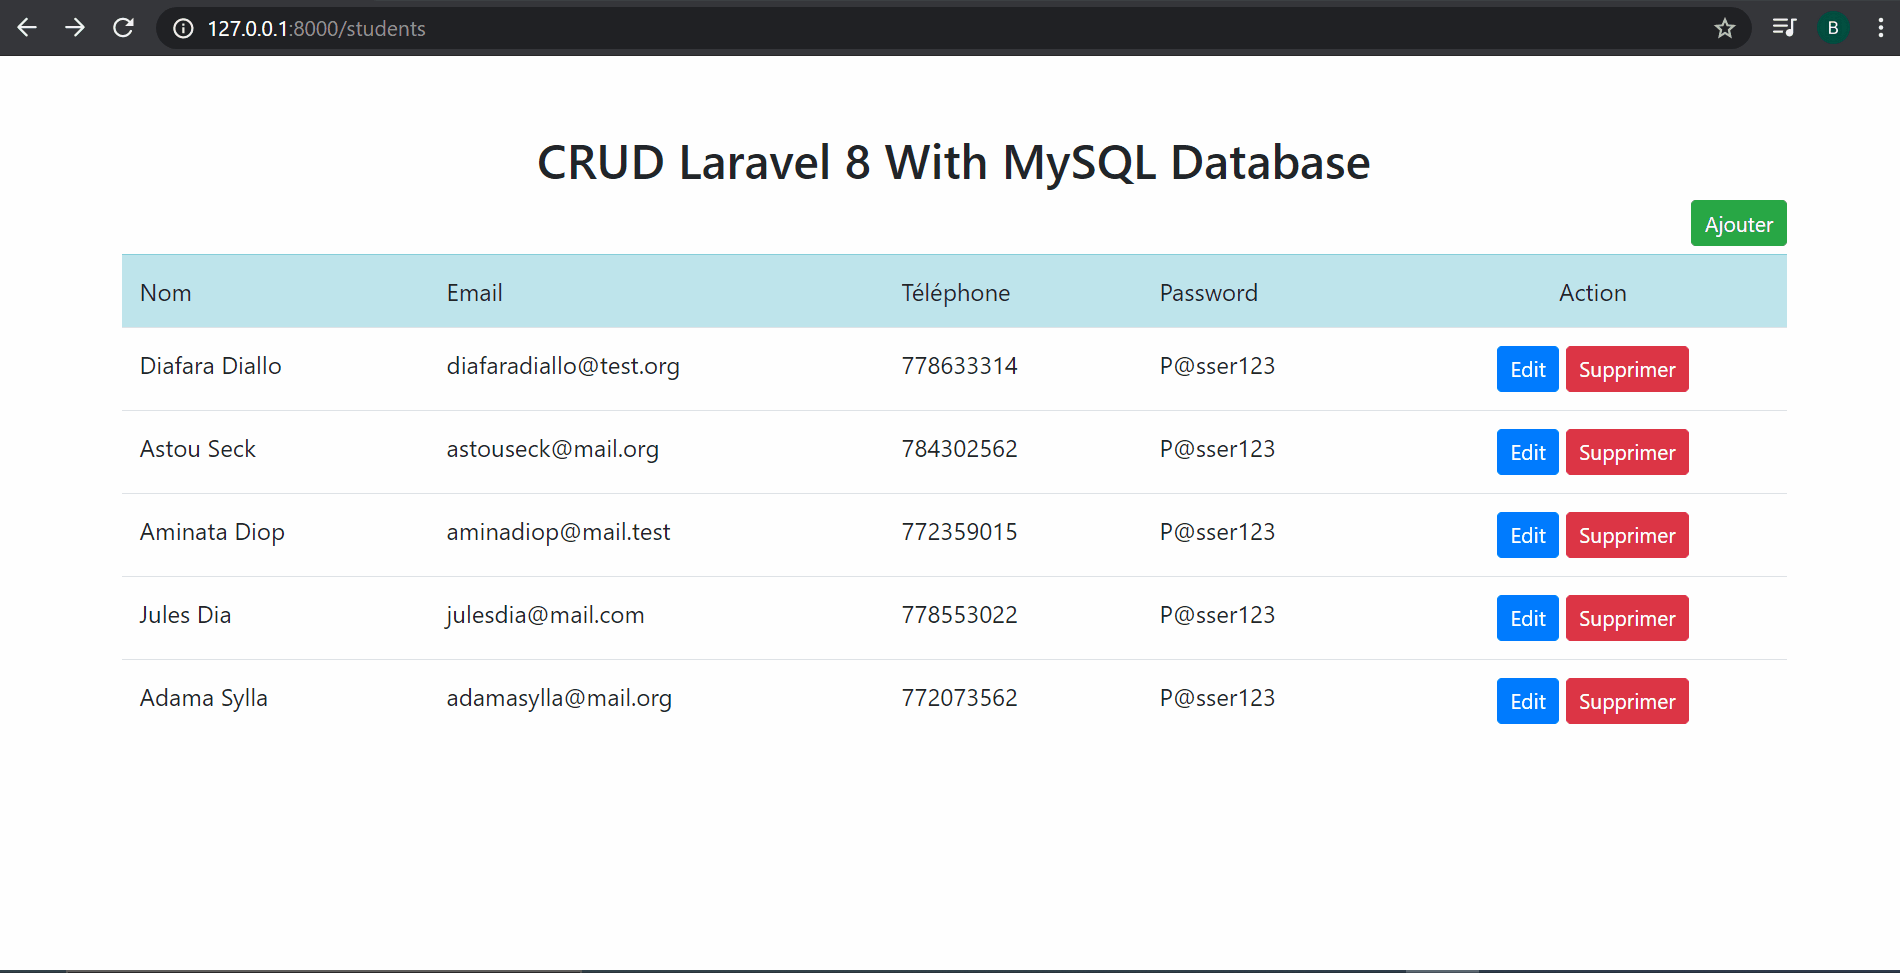 127.0.0.1:8000/students
B
CRUD Laravel 8 With MySQL Database
Ajouter
Nom Email Téléphone Password Action
Diafara Diallo diafaradiallo@test.org 778633314 P@sser123 Edit Supprimer
Astou Seck astouseck@mail.org 784302562 P@sser123 Edit Supprimer
Aminata Diop aminadiop@mail.test 772359015 P@sser123 Edit Supprimer
Jules Dia julesdia@mail.com 778553022 P@sser123 Edit Supprimer
Adama Sylla adamasylla@mail.org 772073562 P@sser123 Edit Supprimer